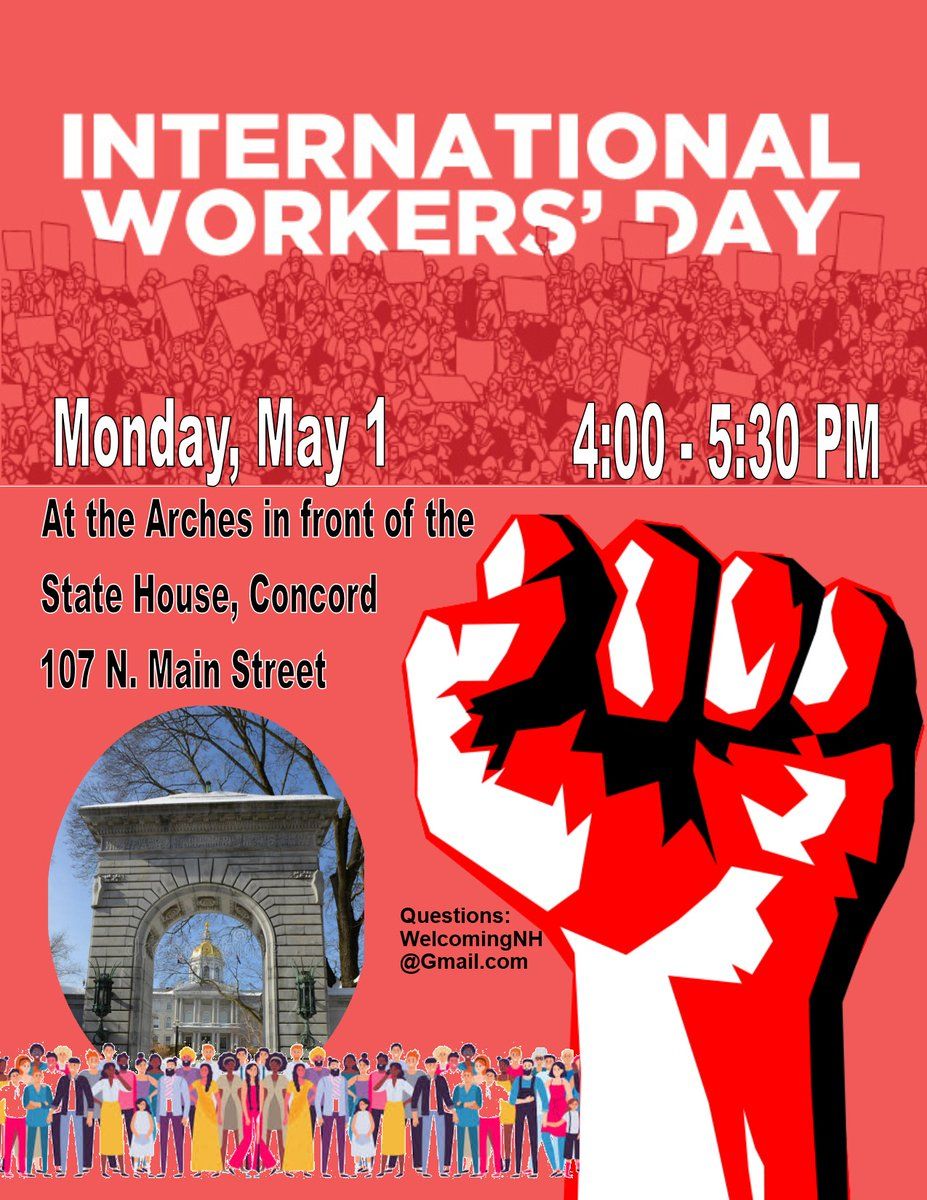 INTERNATIONAL
WORKERS' DAY
Monday, May 1
4:00 - 5:30 PM
At the Arches in front of the
State House, Concord
107 N. Main Street
Questions:
WelcomingNH
@Gmail.com